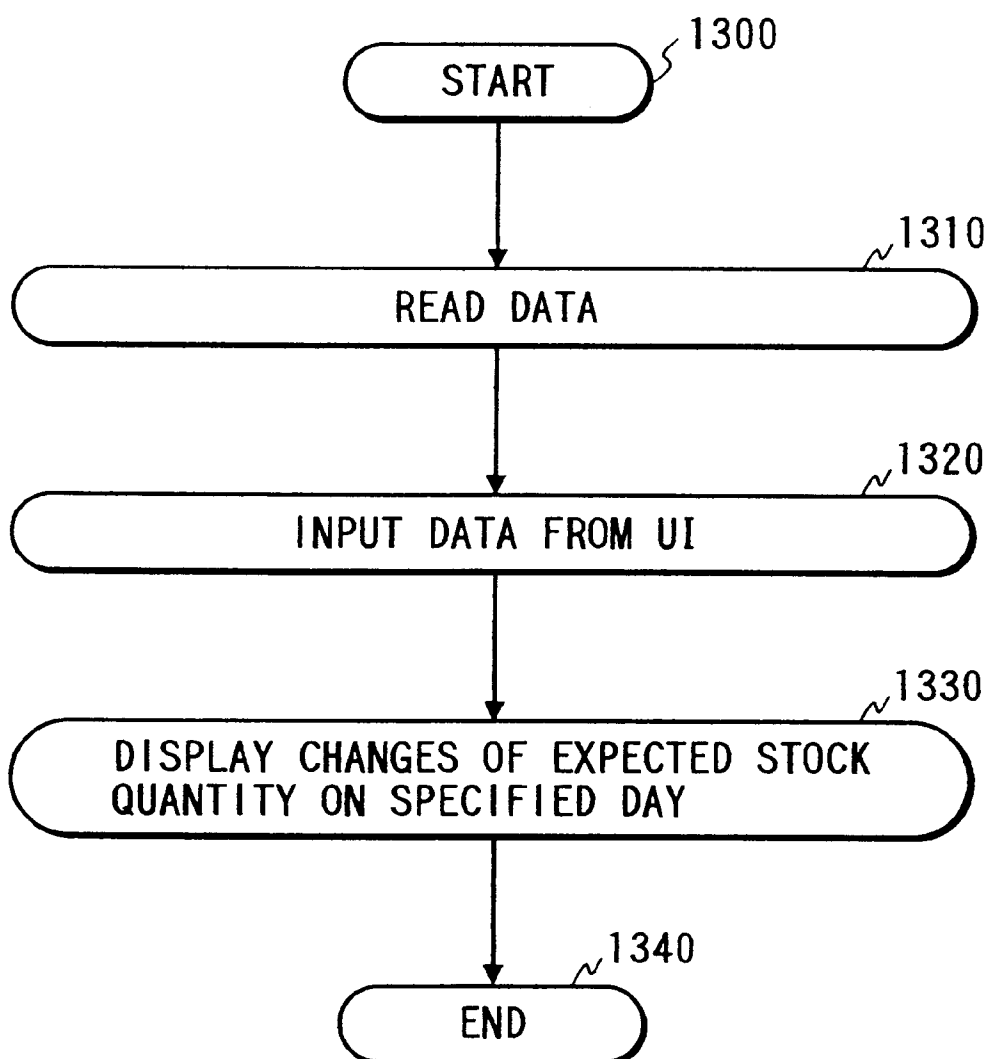 1300
START
1310
READ DATA
1320
INPUT DATA FROM UI
1330
DISPLAY CHANGES OF EXPECTED STOCK
QUANTITY ON SPECIFIED DAY
1340
END